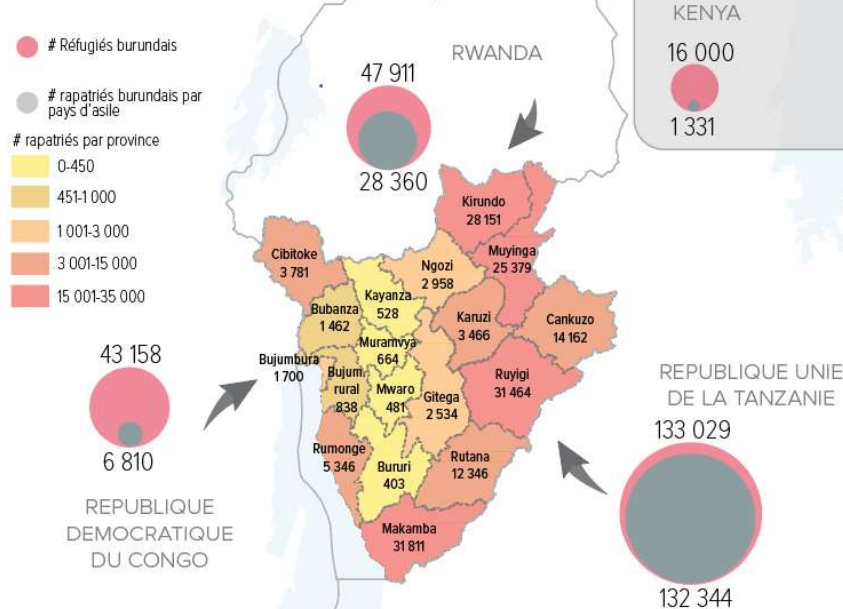 # Réfugiés burundais
# rapatriés burundais par
pays d'asile
# rapatriés par province
0-450
451-1 000
1 001-3 000
3 001-15 000
15 001-35 000
RWANDA
47 911
28 360
KENYA
16 000
1 331
Kirundo
28 151
Muyinga
25 379
Cibitoke
3 781
Ngozi
2 958
Kayanza
528
Bubanza
1 462
Karuzi
3 466
Cankuzo
14 162
Muramvya
664
Bujumbura
1 700
Bujum
rural
838
Mwaro
481
Gitega
2 534
Ruyigi
31 464
Rumonge
5 346
Bururi
403
Rutana
12 346
Makamba
31 811
43 158
6 810
REPUBLIQUE
DEMOCRATIQUE
DU CONGO
REPUBLIQUE UNIE
DE LA TANZANIE
133 029
132 344